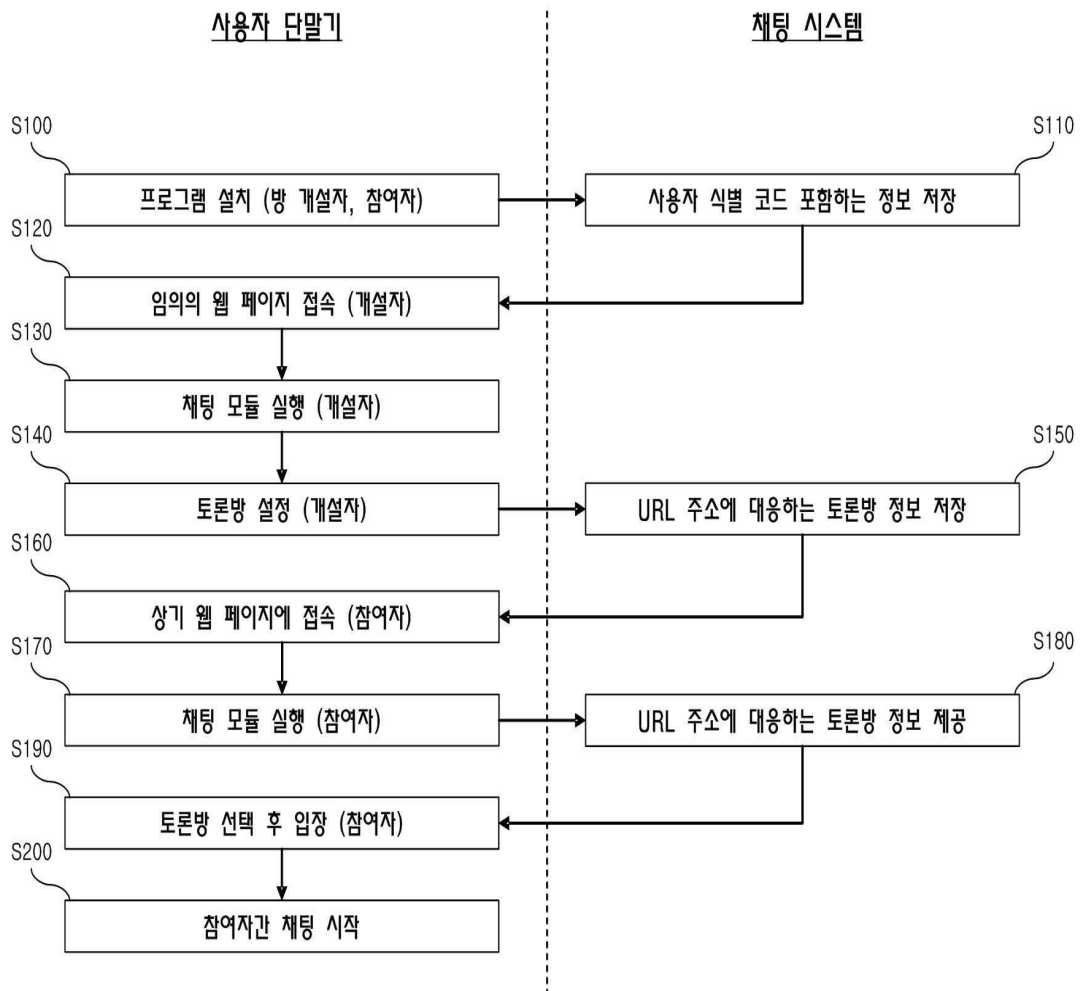 사용자 단말기
채팅 시스템
S100
S110
프로그램 설치 (방 개설자, 참여자)
사용자 식별 코드 포함하는 정보 저장
S120
임의의 웹 페이지 접속 (개설자)
S130
채팅 모듈 실행 (개설자)
S140
S150
토론방 설정 (개설자)
URL 주소에 대응하는 토론방 정보 저장
S160
상기 웹 페이지에 접속 (참여자)
S170
S180
채팅 모듈 실행 (참여자)
URL 주소에 대응하는 토론방 정보 제공
S190
토론방 선택 후 입장 (참여자)
S200
참여자간 채팅 시작